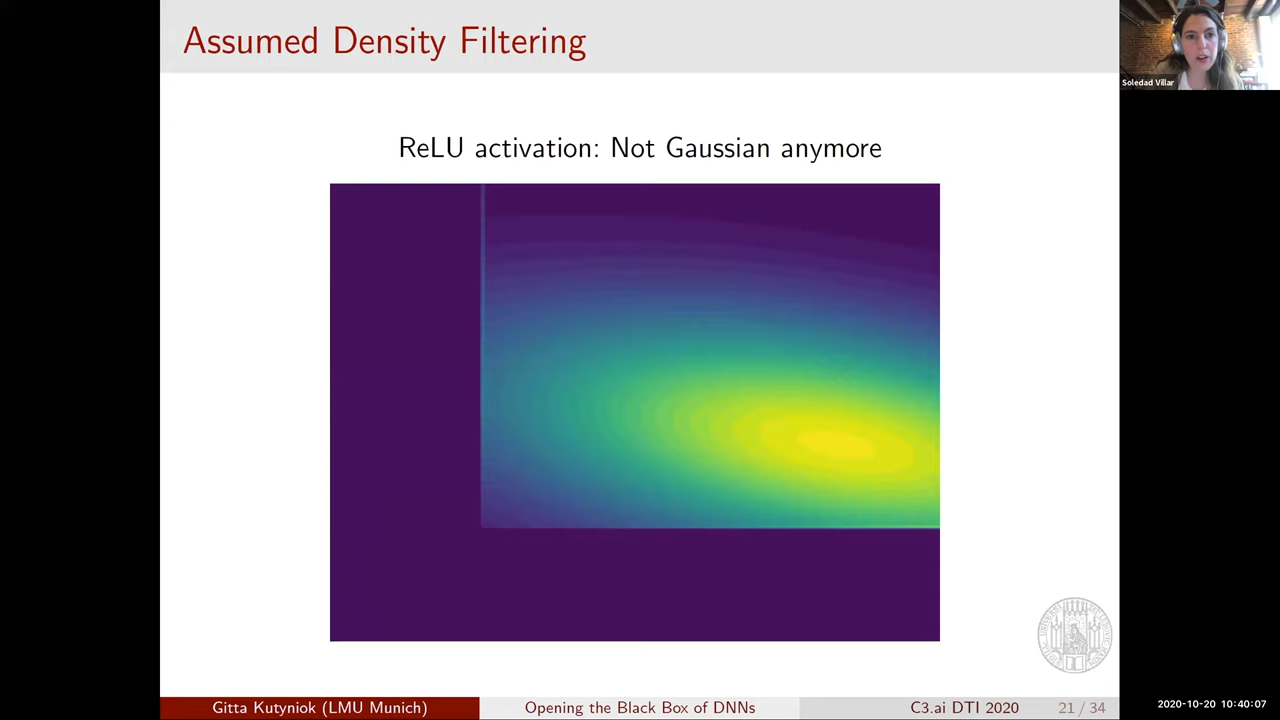 Assumed Density Filtering
Soledad Villar
ReLU activation: Not Gaussian anymore
Gitta Kutyniok (LMU Munich)
Opening the Black Box of DNNs
C3.ai DTI 2020
21 / 34
2020-10-20 10:40:07